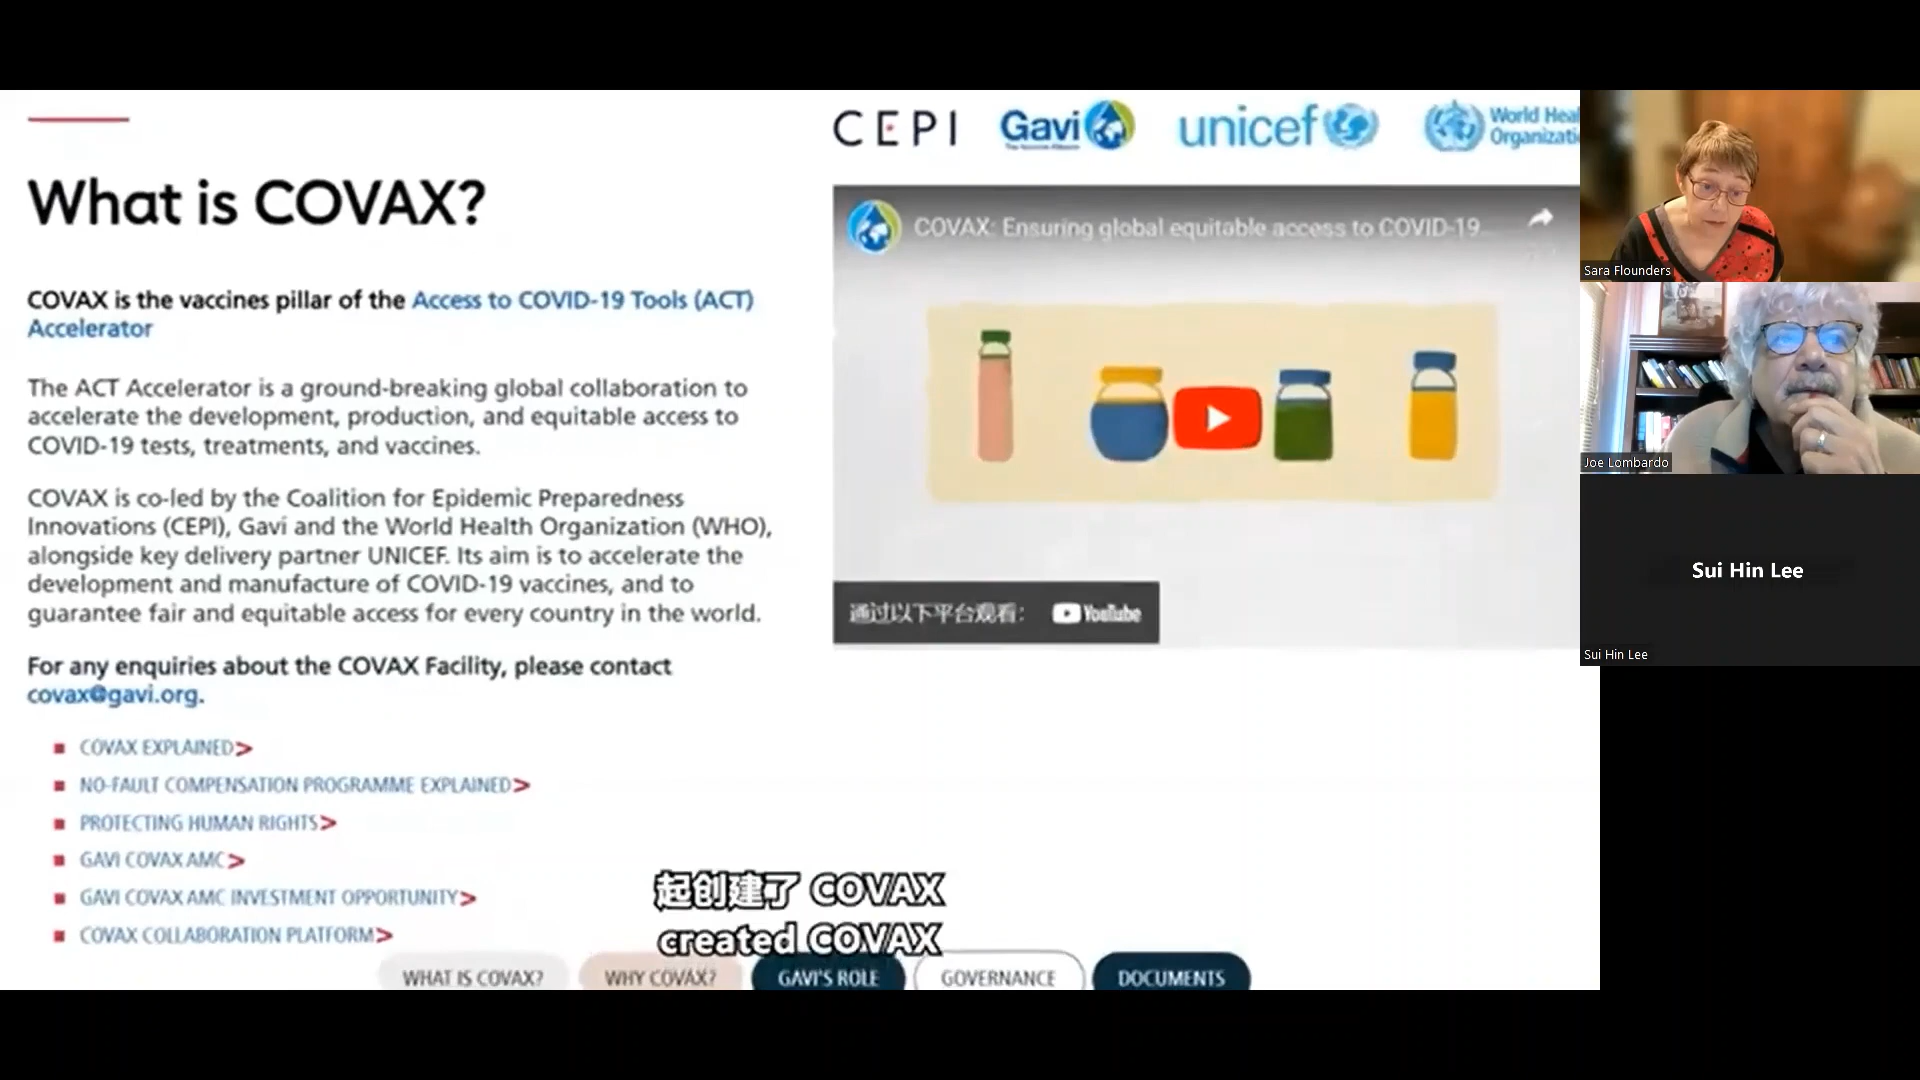 What is COVAX?
COVAX is the vaccines pillar of the Access to COVID-19 Tools (ACT)
Accelerator
The ACT Accelerator is a ground-breaking global collaboration to
accelerate the development, production, and equitable access to
COVID-19 tests, treatments, and vaccines.
COVAX is co-led by the Coalition for Epidemic Preparedness
Innovations (CEPI), Gavi and the World Health Organization (WHO),
alongside key delivery partner UNICEF. Its aim is to accelerate the
development and manufacture of COVID-19 vaccines, and to
guarantee fair and equitable access for every country in the world.
For any enquiries about the COVAX Facility, please contact
covax@gavi.org.
COVAX EXPLAINED>
NO-FAULT COMPENSATION PROGRAMME EXPLAINED>
PROTECTING HUMAN RIGHTS>
GAVI COVAX AMC>
GAVI COVAX AMC INVESTMENT OPPORTUNITY>
COVAX COLLABORATION PLATFORM>
CEPI
Gavi
unicef
World Hea
Organizati
COVAX: Ensuring global equitable access to COVID-19...
通过以下平台观看: YouTube
起创建了 COVAX
created COVAX
WHAT IS COVAX? WHY COVAX? GAVI'S ROLE GOVERNANCE DOCUMENTS
Sara Flounders
Joe Lombardo
Sui Hin Lee
Sui Hin Lee